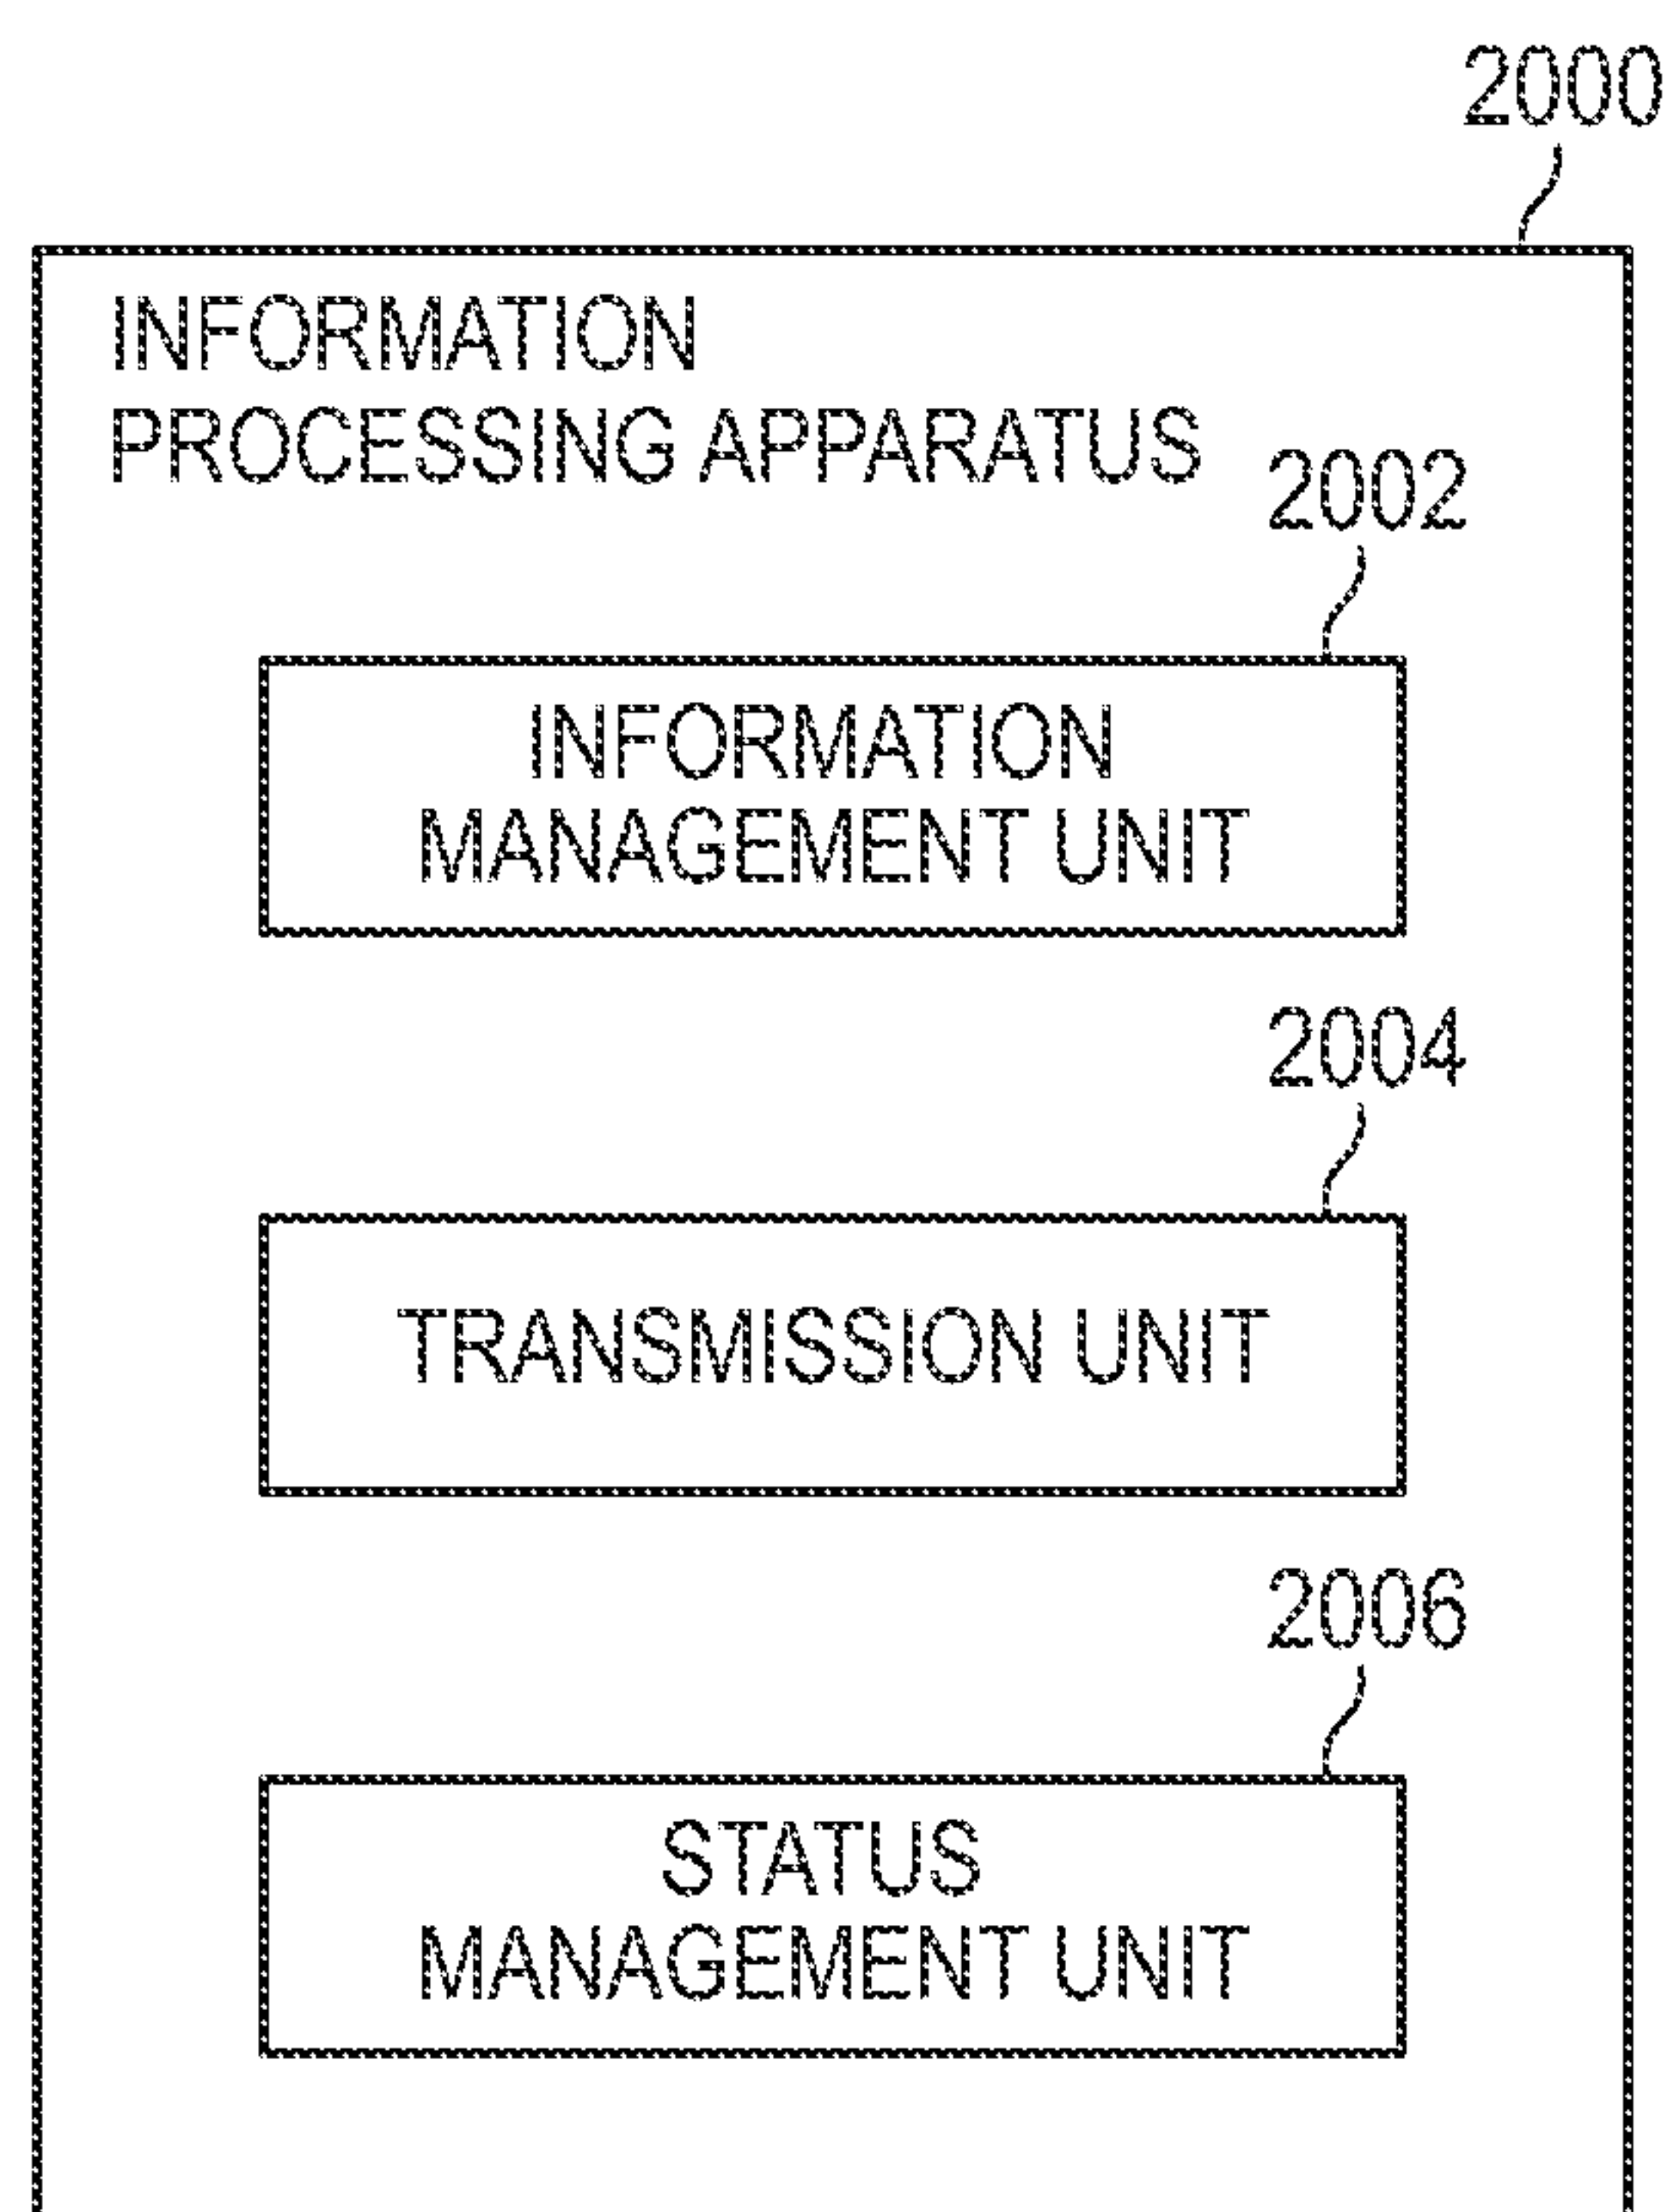 2000
INFORMATION
PROCESSING APPARATUS
2002
INFORMATION
MANAGEMENT UNIT
2004
TRANSMISSION UNIT
2006
STATUS
MANAGEMENT UNIT